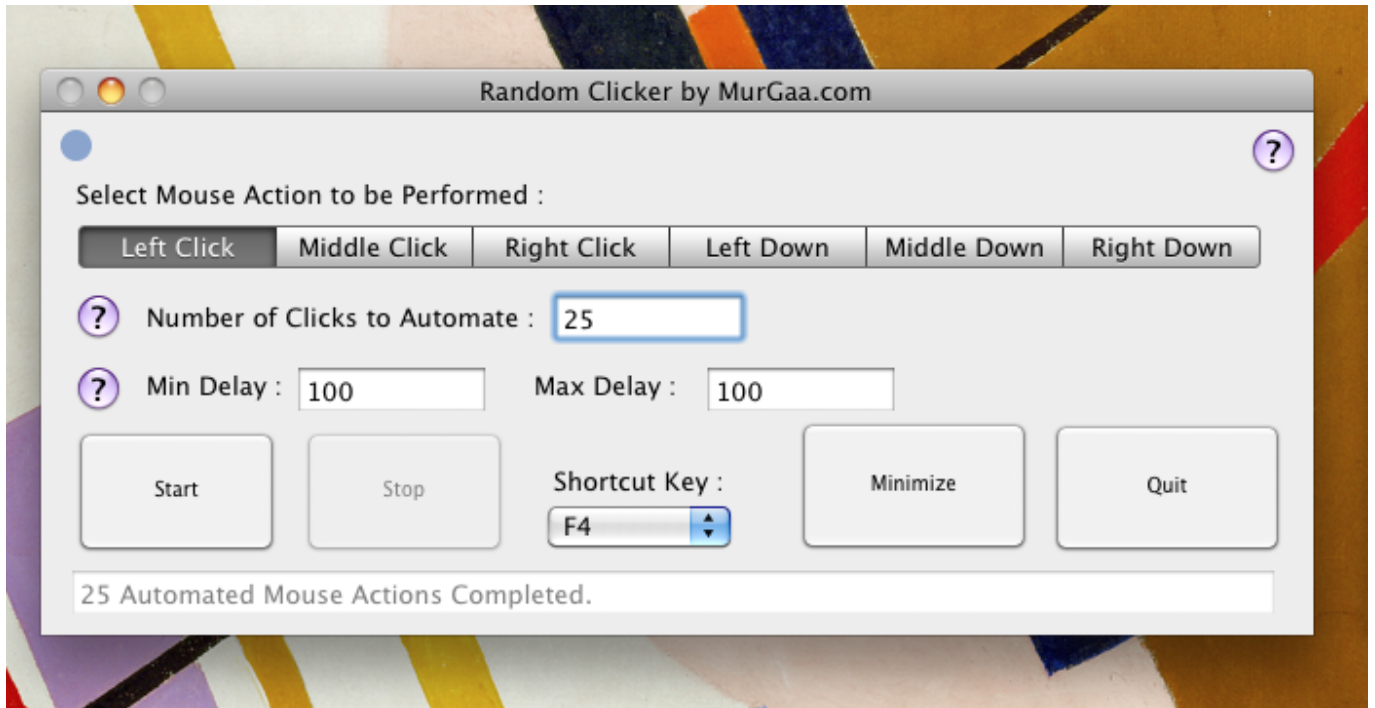 Random Clicker by MurGaa.com
?
Select Mouse Action to be Performed :
Left Click Middle Click Right Click Left Down Middle Down Right Down
? Number of Clicks to Automate : 25
? Min Delay : 100 Max Delay : 100
Start Stop Shortcut Key : Minimize Quit
F4
25 Automated Mouse Actions Completed.